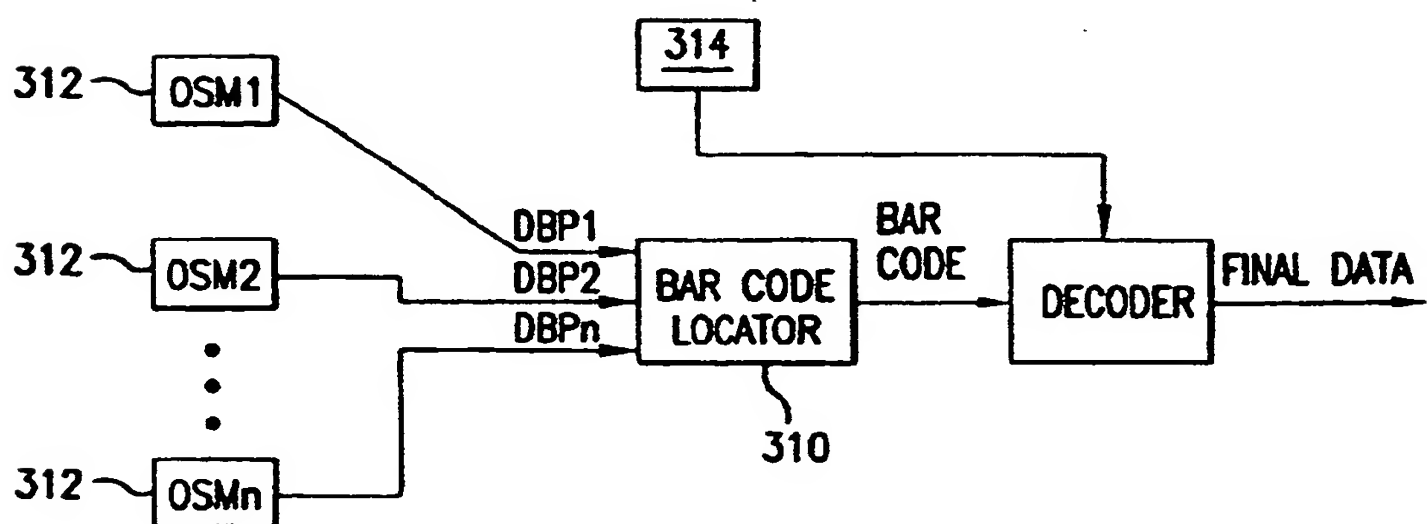 314
312 OSM1
DBP1
BAR CODE
312 OSM2
DBP2
BAR CODE LOCATOR
DECODER
FINAL DATA
DBPn
310
312 OSMn